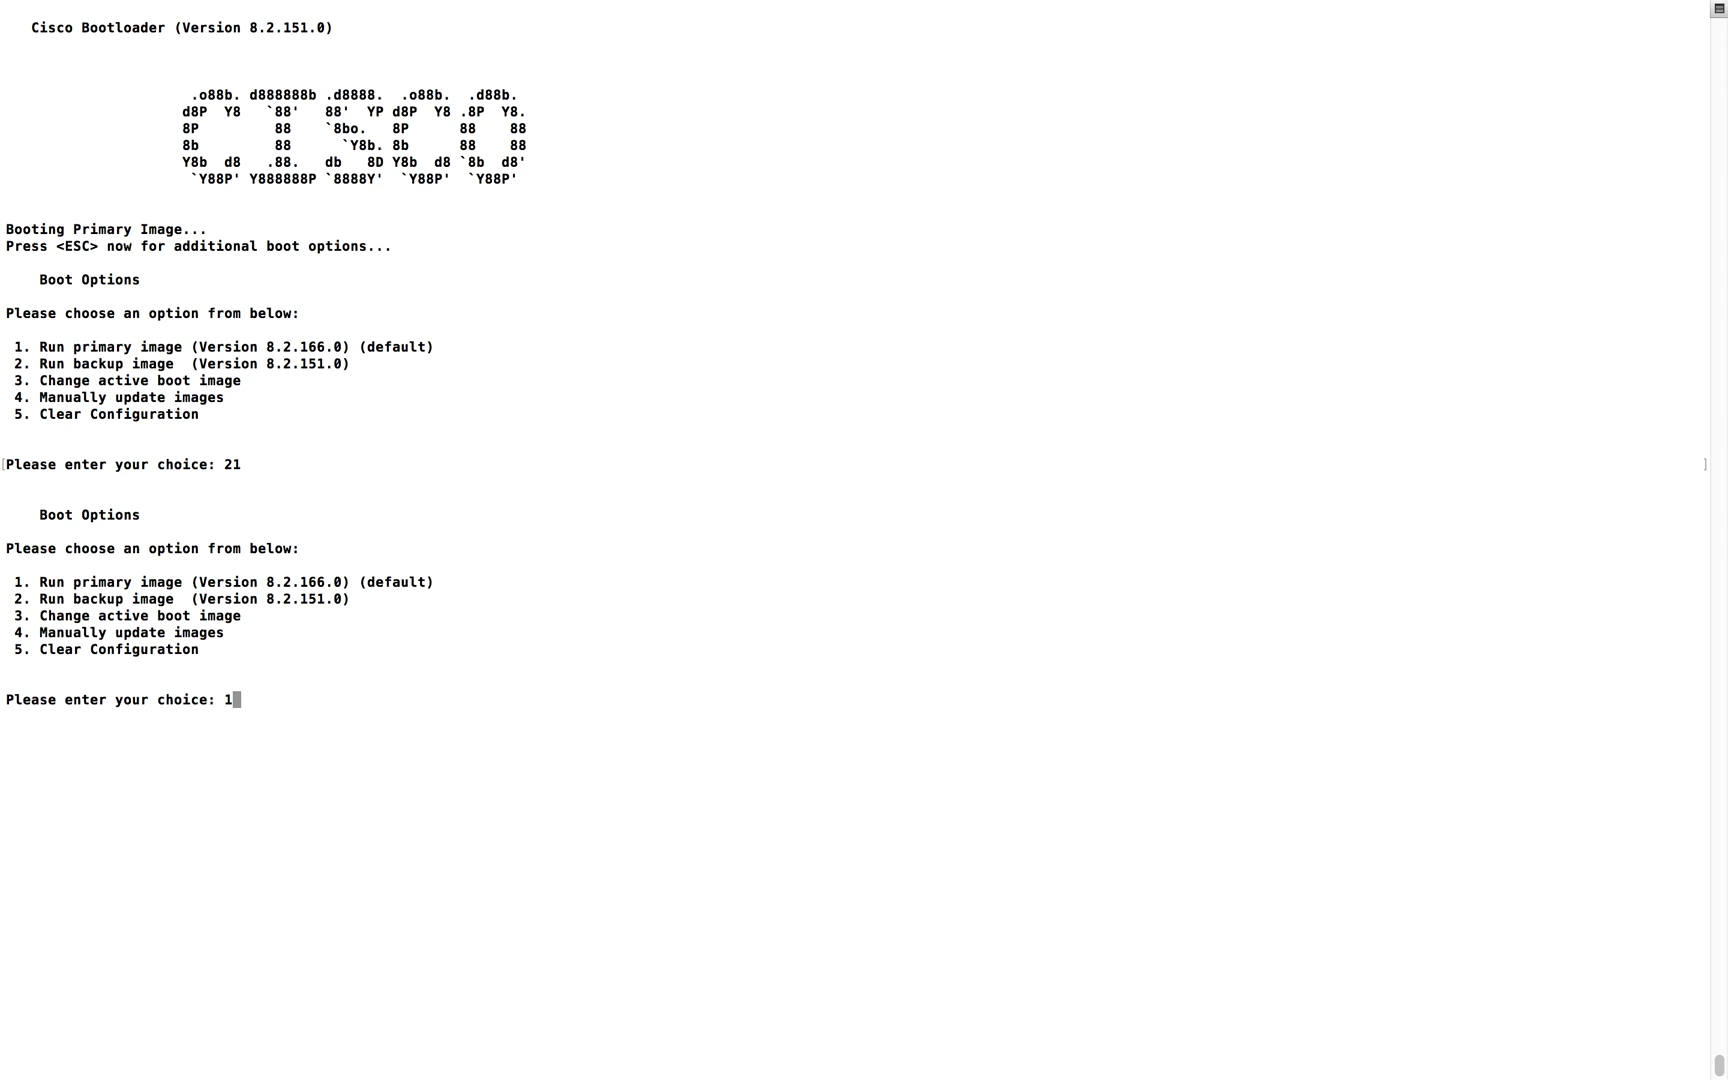 Cisco Bootloader (Version 8.2.151.0)
 .o88b. d888888b .d8888.  .o88b.  .d88b.
d8P  Y8   `88'   88'  YP d8P  Y8 .8P  Y8.
8P         88    `8bo.   8P      88    88
8b         88      `Y8b. 8b      88    88
Y8b  d8   .88.   db   8D Y8b  d8 `8b  d8'
 `Y88P' Y888888P `8888Y'  `Y88P'  `Y88P'
Booting Primary Image...
Press <ESC> now for additional boot options...
Boot Options
Please choose an option from below:
1. Run primary image (Version 8.2.166.0) (default)
2. Run backup image  (Version 8.2.151.0)
3. Change active boot image
4. Manually update images
5. Clear Configuration
[Please enter your choice: 21 ]
Boot Options
Please choose an option from below:
1. Run primary image (Version 8.2.166.0) (default)
2. Run backup image  (Version 8.2.151.0)
3. Change active boot image
4. Manually update images
5. Clear Configuration
Please enter your choice: 1